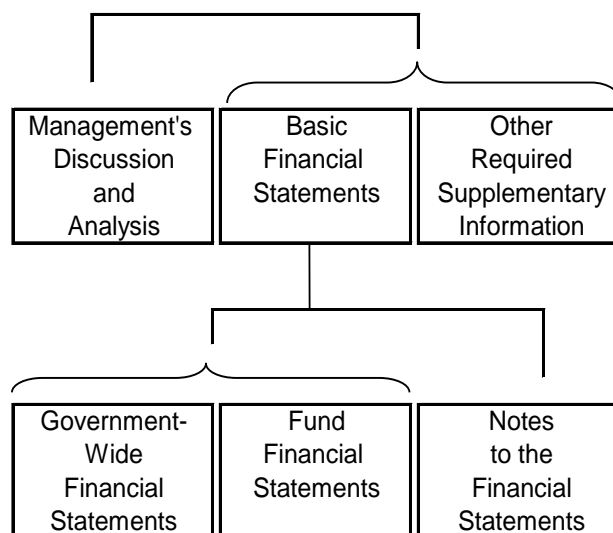 Management's
Discussion
and
Analysis
Basic
Financial
Statements
Other
Required
Supplementary
Information
Government-
Wide
Financial
Statements
Fund
Financial
Statements
Notes
to the
Financial
Statements